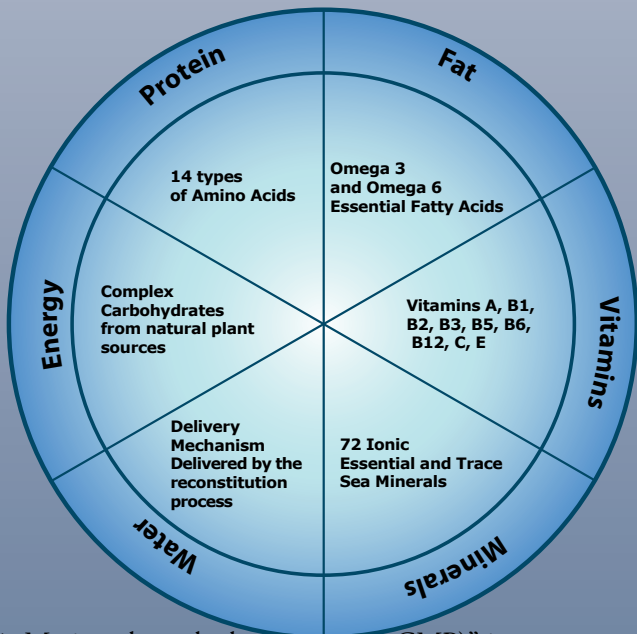 Protein
Fat
14 types
of Amino Acids
Omega 3
and Omega 6
Essential Fatty Acids
Energy
Complex
Carbohydrates
from natural plant
sources
Vitamins A, B1,
B2, B3, B5, B6,
B12, C, E
Vitamins
Delivery
Mechanism
Delivered by the
reconstitution
process
72 Ionic
Essential and Trace
Sea Minerals
Water
Minerals